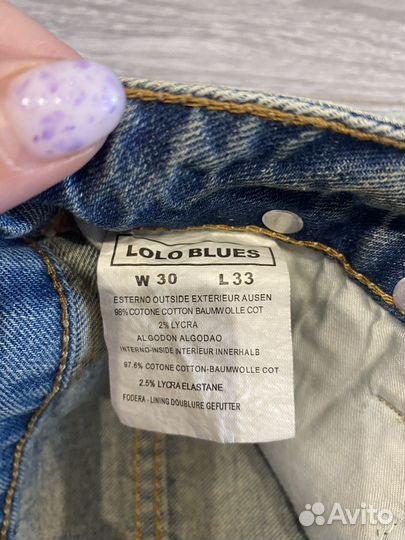 LOLO BLUES
W 30 L 33
ESTERNO OUTSIDE EXTERIEUR AUSEN
98% COTONE COTTON BAUMWOLLE COT
2% LYCRA
ALGODON ALGODAO
INTERNO-INSIDE INTERIEUR INNERHALB
97.6% COTONE COTTON-BAUMWOLLE COT
2.5% LYCRA ELASTANE
FODERA - LINING DOUBLURE GEFUTTER
Avito